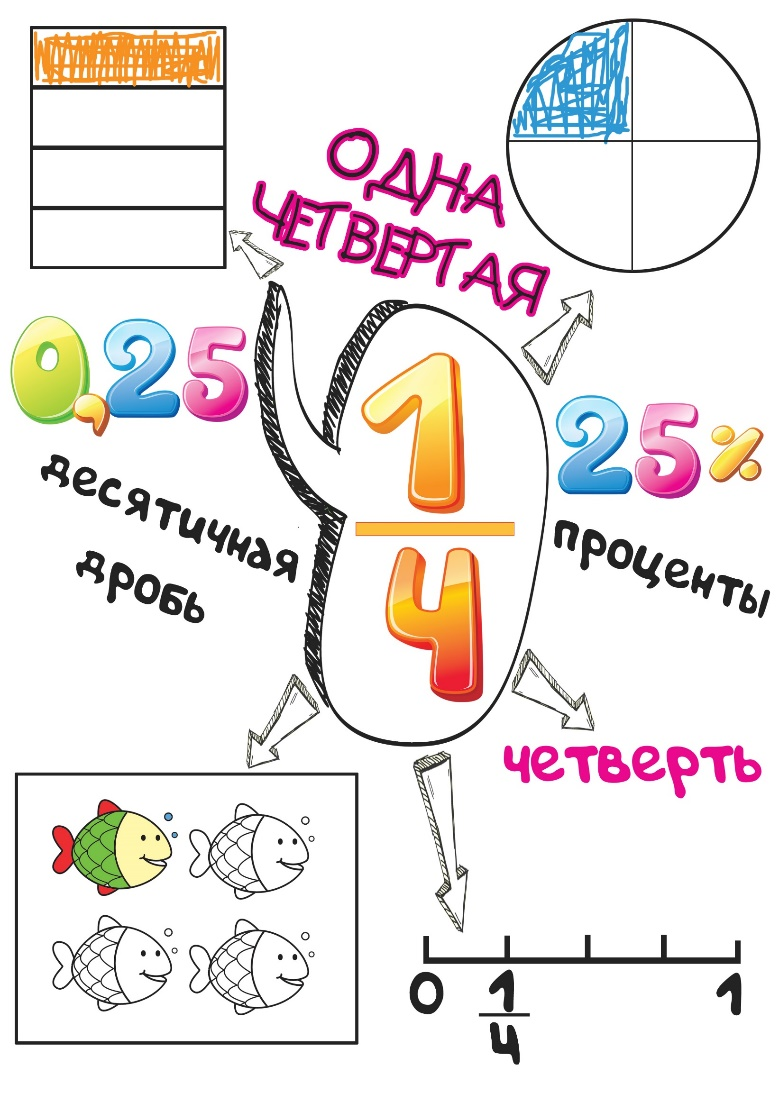 ОДНА
ЧЕТВЕРТАЯ
0,25
десятичная
дробь
1
4
25%
проценты
четверть
0 1 1
4